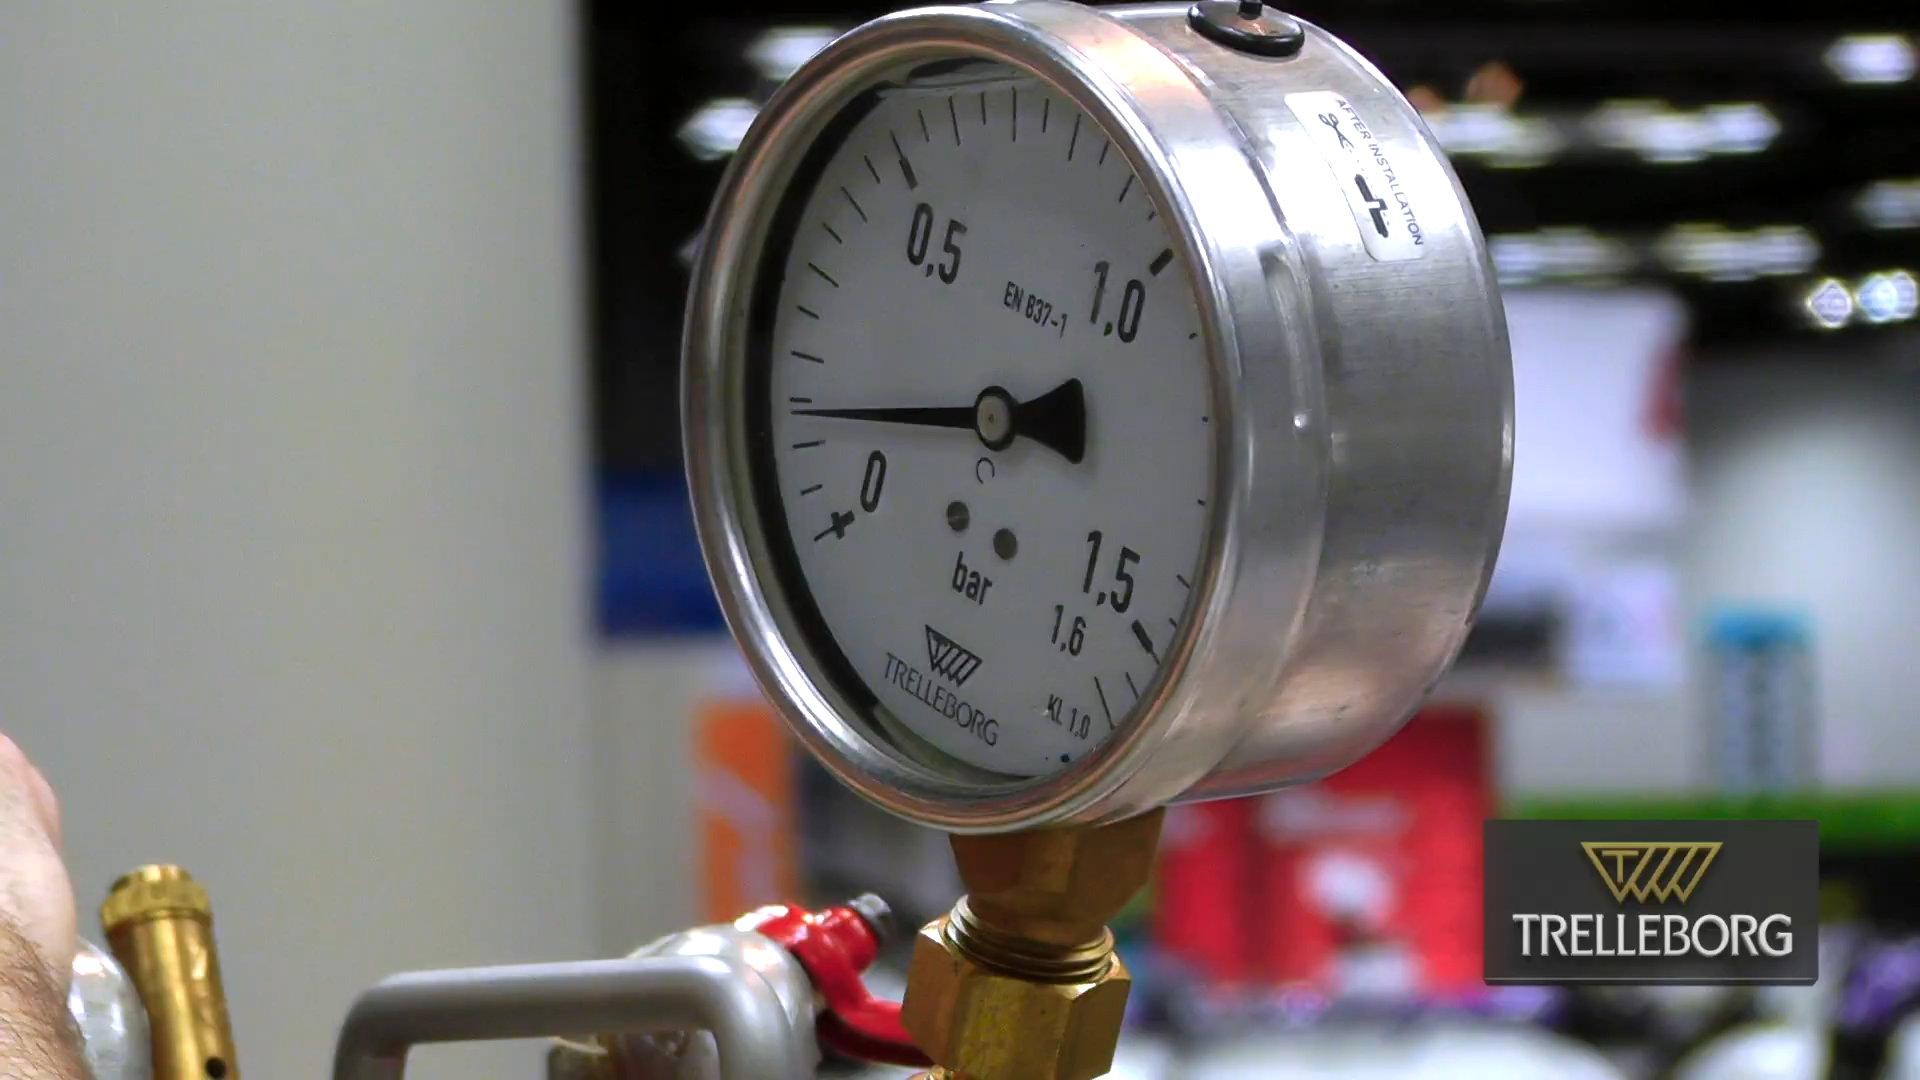 AFTER INSTALLATION
0,5
EN 837-1
1,0
0
bar
1,5
1,6
TRELLEBORG
KL 1,0
TRELLEBORG